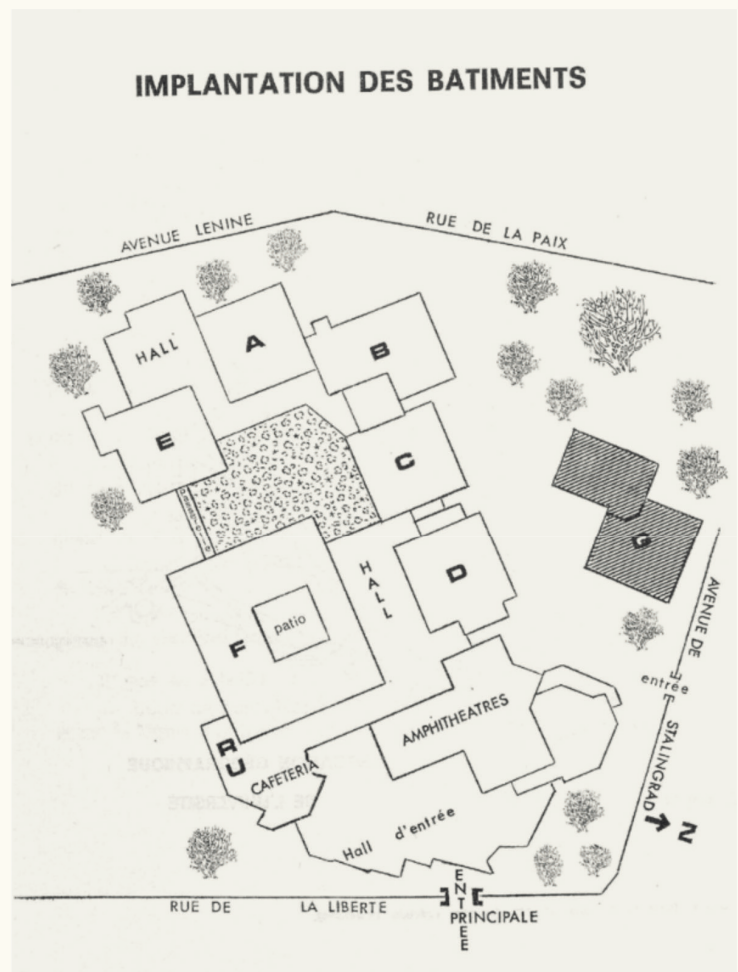 IMPLANTATION DES BATIMENTS
AVENUE LENINE
RUE DE LA PAIX
HALL
A
B
E
C
G
HALL
D
F
patio
AVENUE DE STALINGRAD
entrée
AMPHITHEATRES
RU
CAFETERIA
Hall d'entrée
N
RUE DE LA LIBERTE
ENTREE
PRINCIPALE